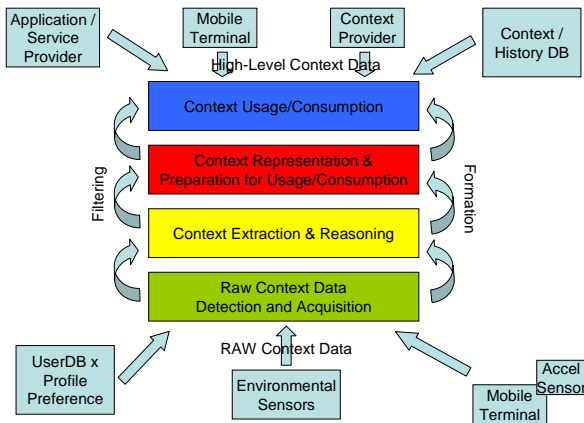 Application /
Service
Provider
Mobile
Terminal
Context
Provider
Context /
History DB
High-Level Context Data
Context Usage/Consumption
Context Representation &
Preparation for Usage/Consumption
Filtering
Formation
Context Extraction & Reasoning
Raw Context Data
Detection and Acquisition
RAW Context Data
UserDB x
Profile
Preference
Environmental
Sensors
Accel
Sensor
Mobile
Terminal